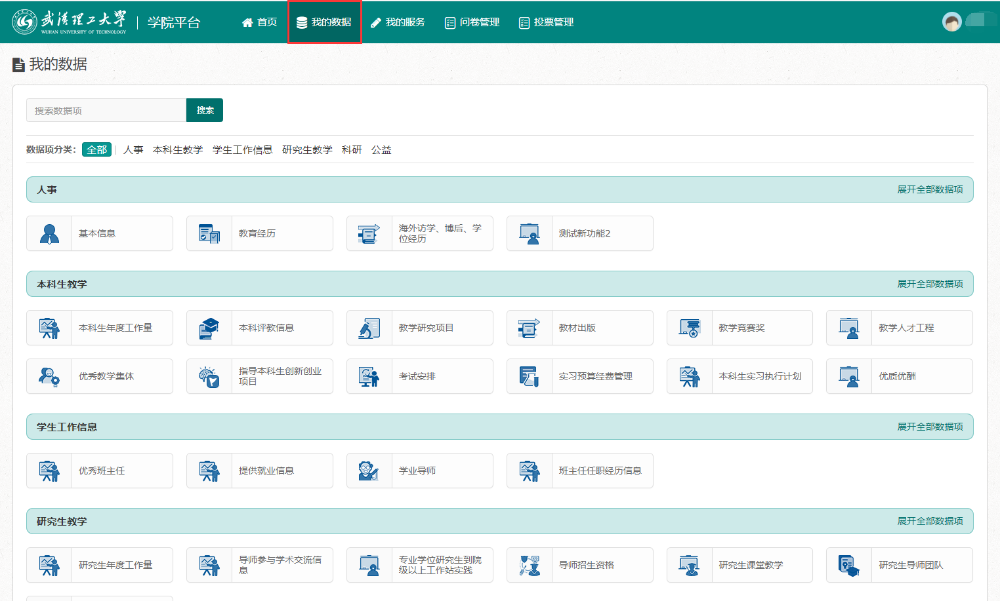 武汉理工大学
WUHAN UNIVERSITY OF TECHNOLOGY
学院平台
首页
我的数据
我的服务
问卷管理
投票管理
我的数据
搜索数据项
搜索
数据项分类：
全部
人事
本科生教学
学生工作信息
研究生教学
科研
公益
人事
展开全部数据项
基本信息
教育经历
海外访学、博后、学
位经历
测试新功能2
本科生教学
展开全部数据项
本科生年度工作量
本科评教信息
教学研究项目
教材出版
教学竞赛奖
教学人才工程
优秀教学集体
指导本科生创新创业
项目
考试安排
实习预算经费管理
本科生实习执行计划
优质优酬
学生工作信息
展开全部数据项
优秀班主任
提供就业信息
学业导师
班主任任职经历信息
研究生教学
展开全部数据项
研究生年度工作量
导师参与学术交流信
息
专业学位研究生到院
级以上工作站实践
导师招生资格
研究生课堂教学
研究生导师团队